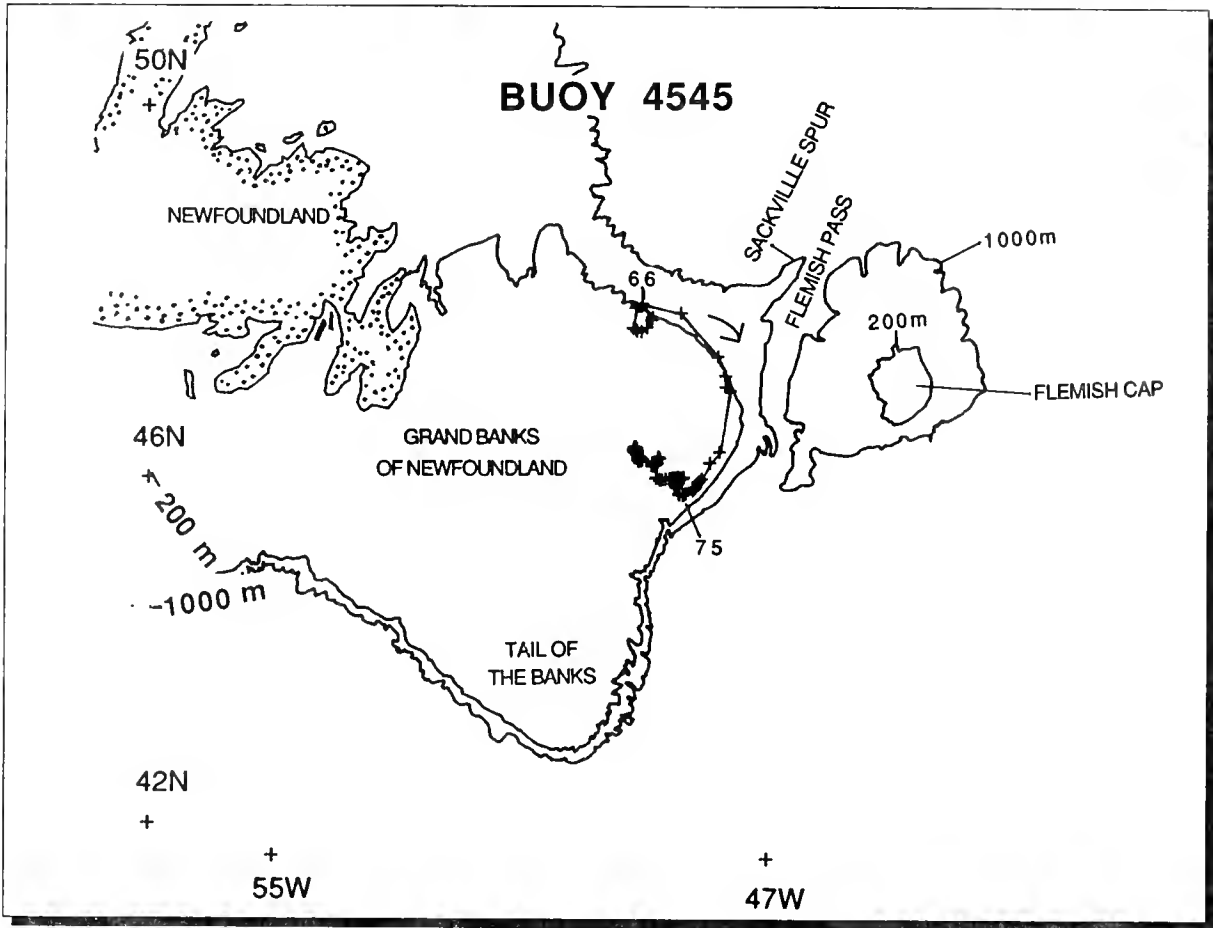 50N
BUOY 4545
SACKVILLLE SPUR
FLEMISH PASS
NEWFOUNDLAND
1000m
66
200m
FLEMISH CAP
46N
GRAND BANKS
OF NEWFOUNDLAND
200 m
75
1000 m
TAIL OF
THE BANKS
42N
55W
47W